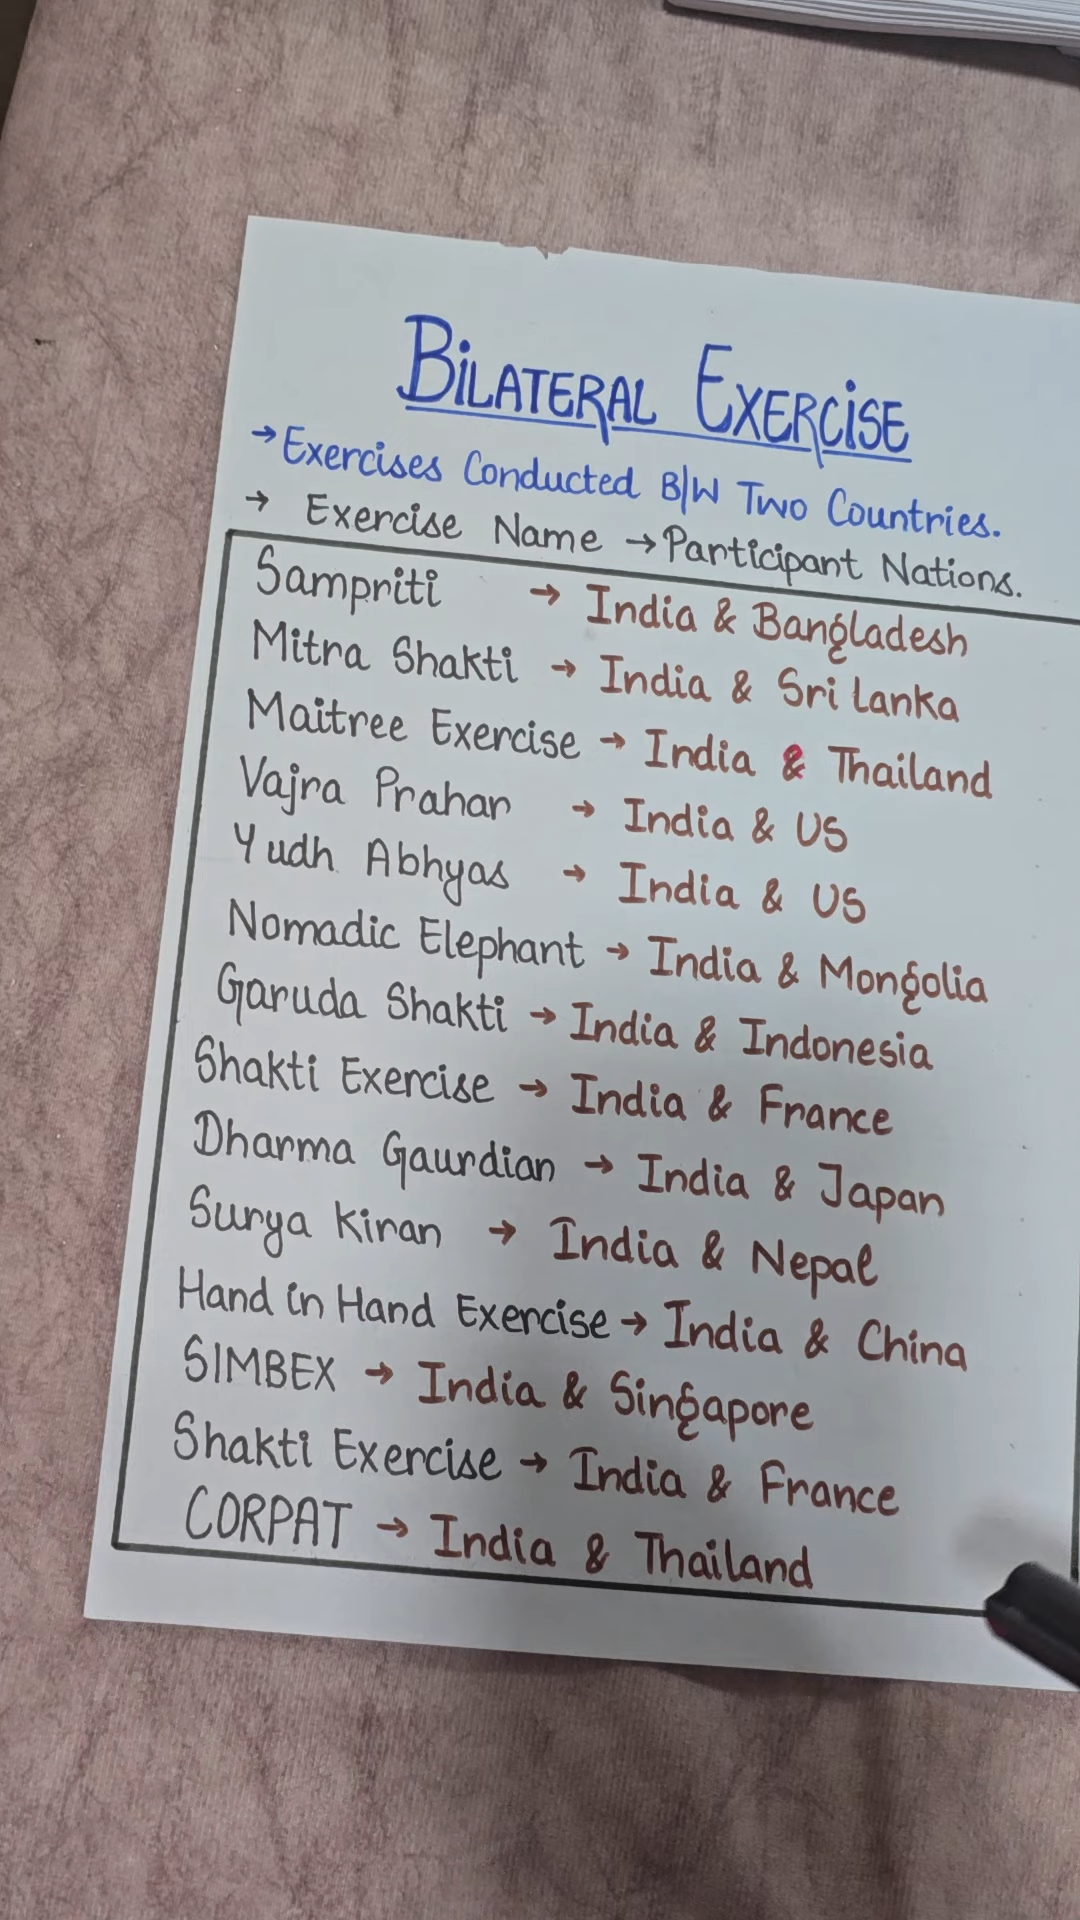 BiLATERAL EXERCiSE
→ Exercises Conducted B/W Two Countries.
→ Exercise Name → Participant Nations.
Sampriti → India & Bangladesh
Mitra Shakti → India & Sri lanka
Maitree Exercise → India & Thailand
Vajra Prahar → India & US
Yudh Abhyas → India & US
Nomadic Elephant → India & Mongolia
Garuda Shakti → India & Indonesia
Shakti Exercise → India & France
Dharma Gaurdian → India & Japan
Surya Kiran → India & Nepal
Hand in Hand Exercise → India & China
SIMBEX → India & Singapore
Shakti Exercise → India & France
CORPAT → India & Thailand